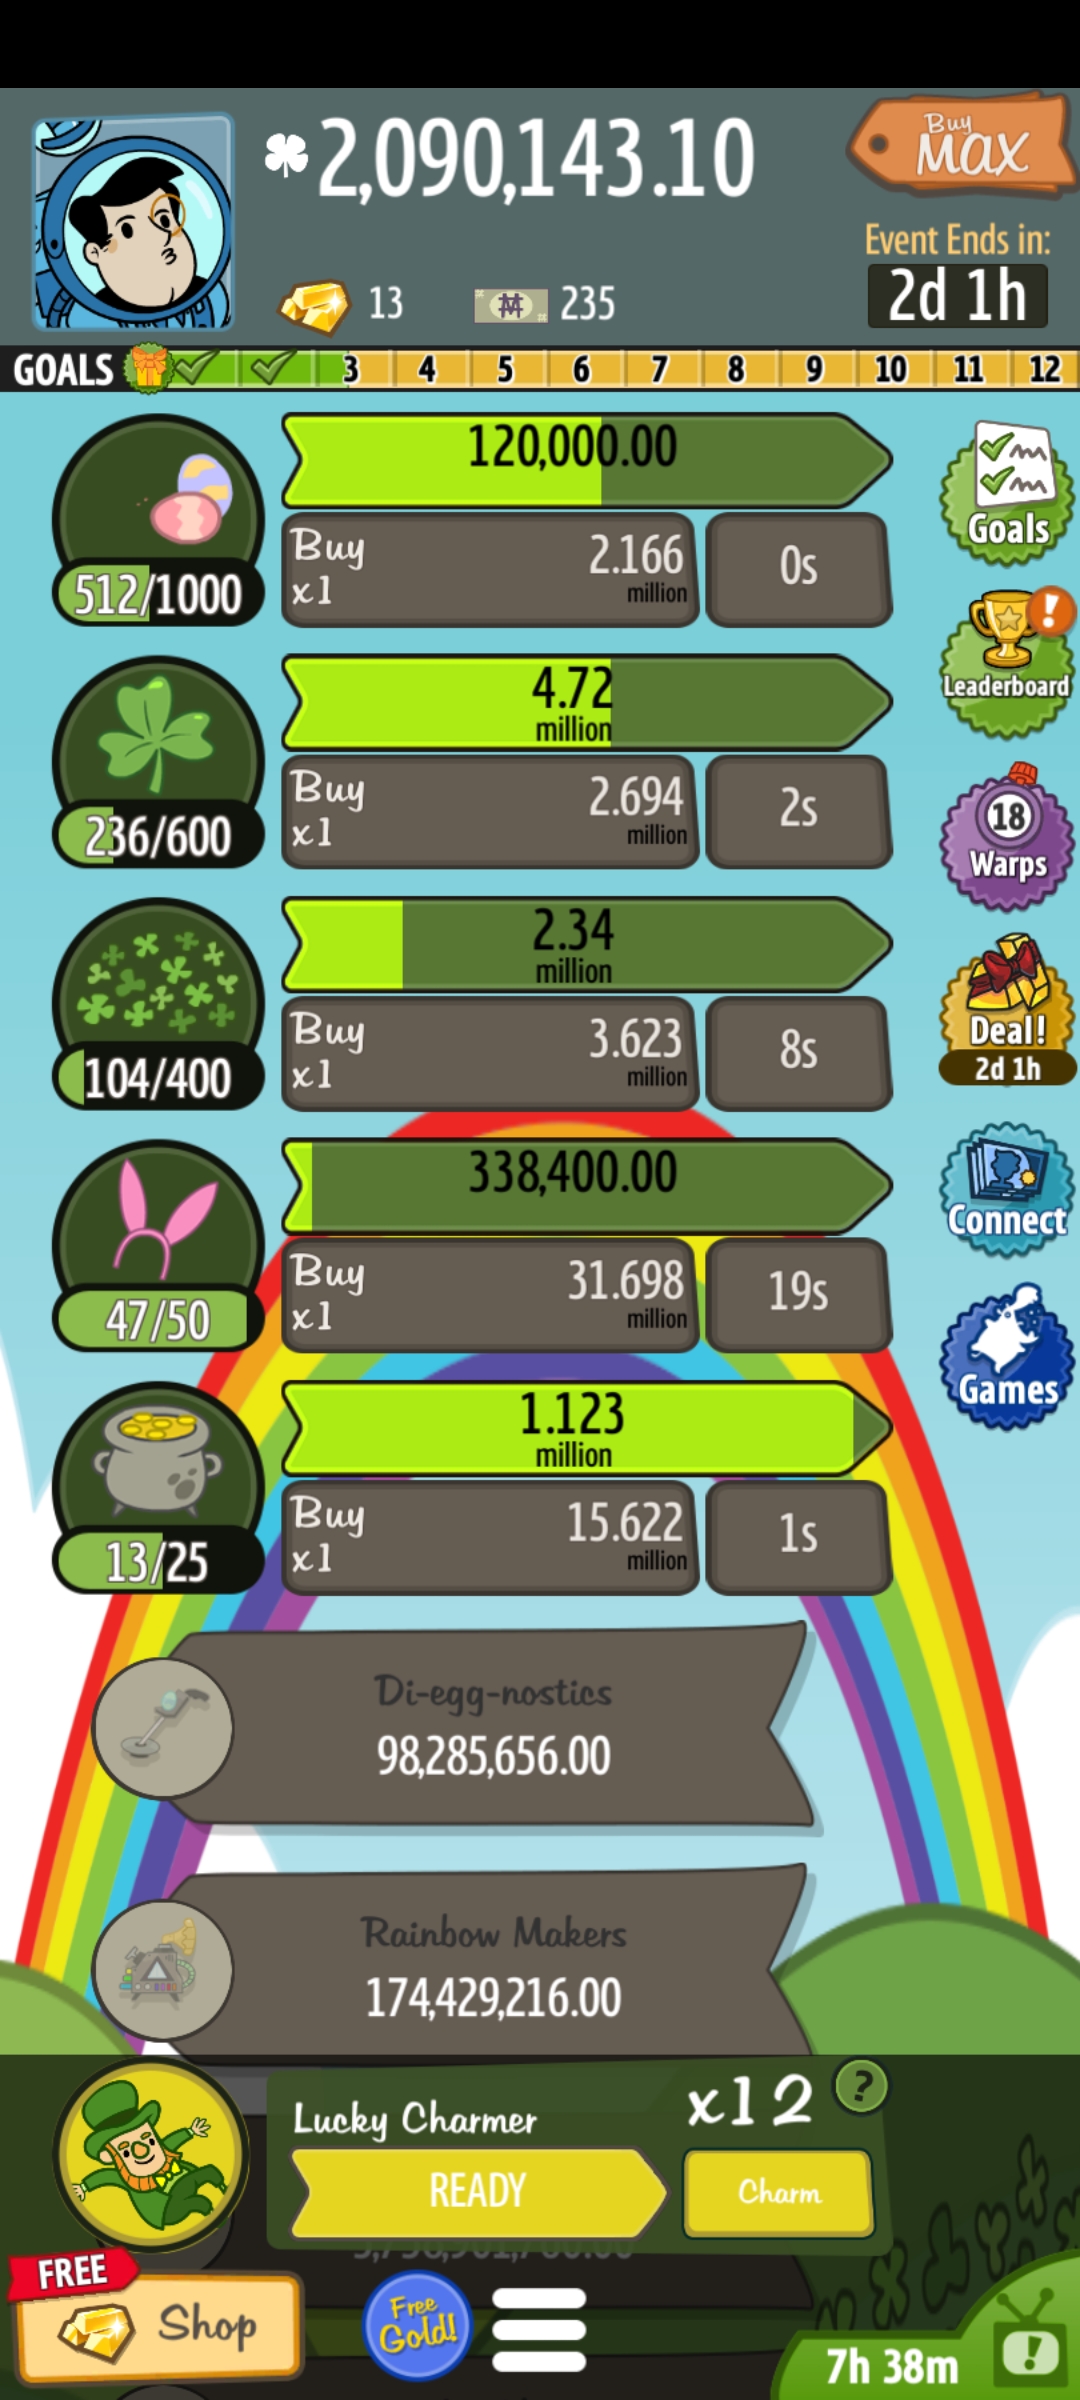 2,090,143.10
Buy
Max
Event Ends in:
2d 1h
13
235
GOALS
3 4 5 6 7 8 9 10 11 12
120,000.00
Buy
x1
2.166
million
0s
512/1000
Goals
4.72
million
Buy
x1
2.694
million
2s
236/600
Leaderboard
2.34
million
Buy
x1
3.623
million
8s
104/400
18
Warps
Deal!
2d 1h
338,400.00
Buy
x1
31.698
million
19s
47/50
Connect
1.123
million
Buy
x1
15.622
million
1s
13/25
Games
Di-egg-nostics
98,285,656.00
Rainbow Makers
174,429,216.00
Lucky Charmer
x12
?
READY
Charm
FREE
Shop
Free
Gold!
7h 38m